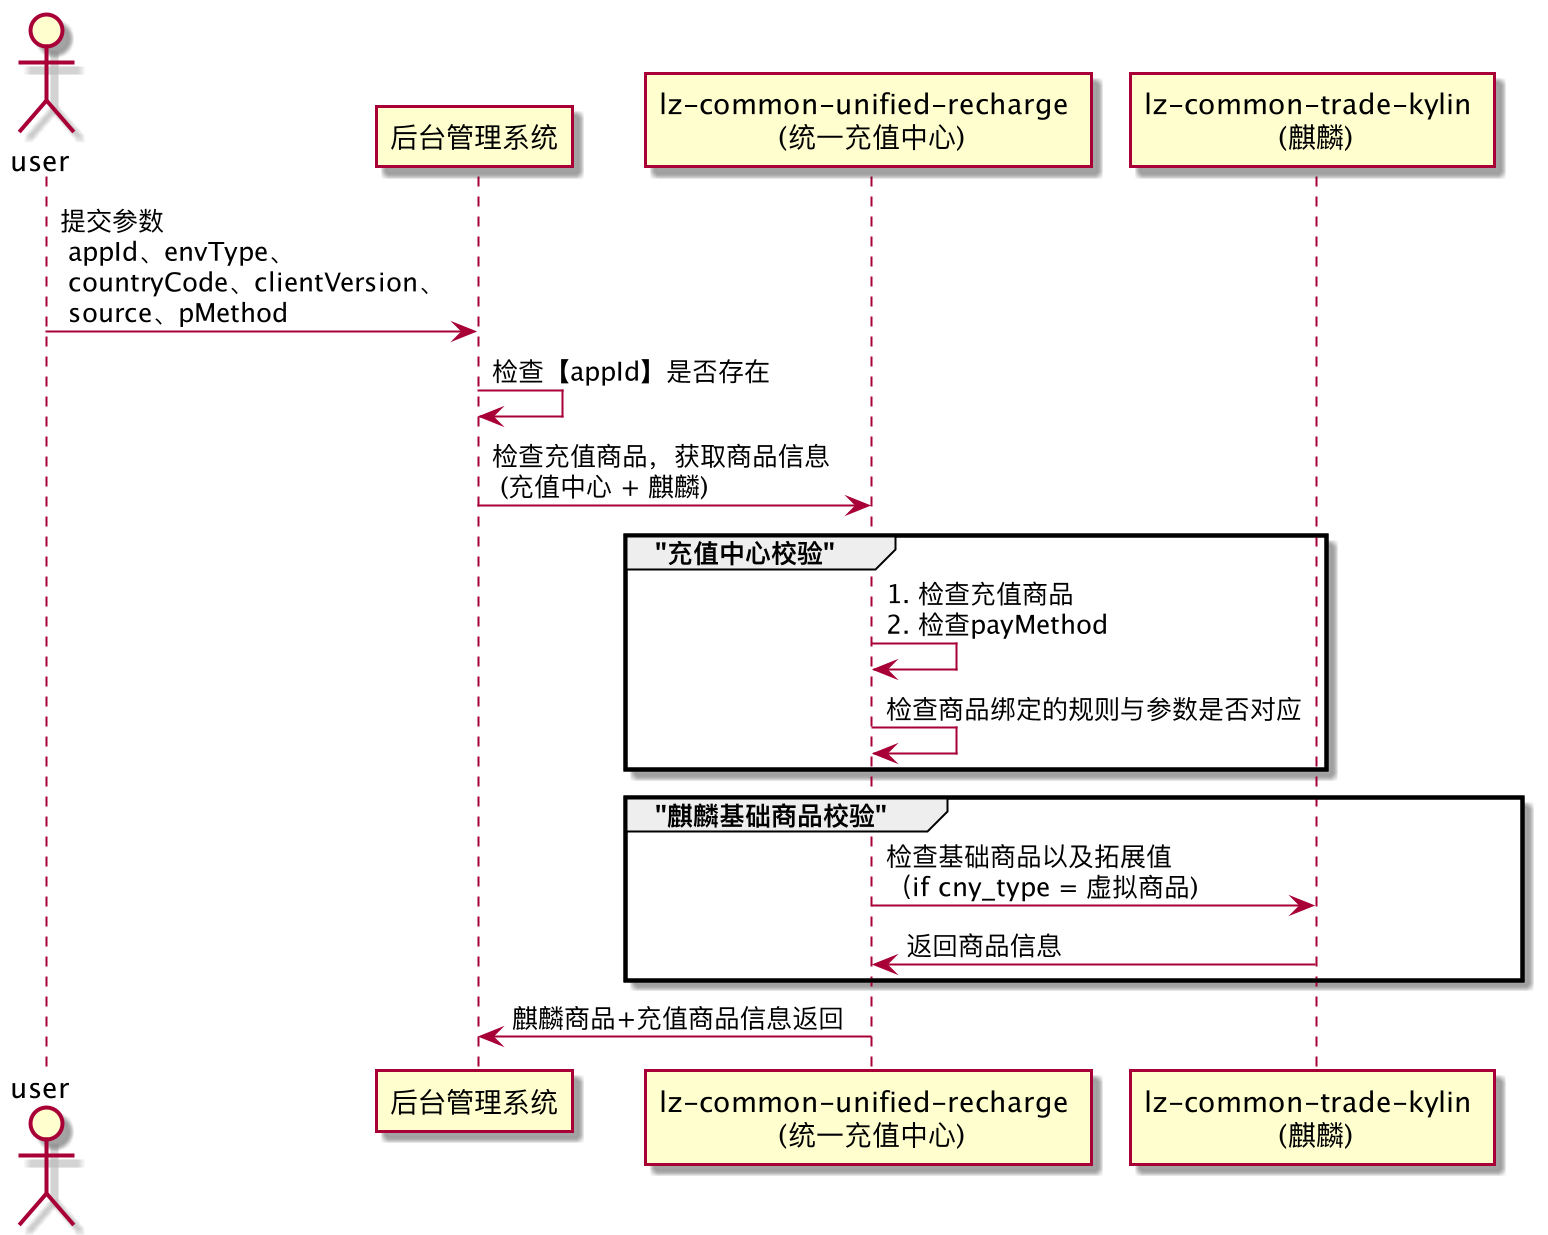 user
后台管理系统
lz-common-unified-recharge
(统一充值中心)
lz-common-trade-kylin
(麒麟)
提交参数
appId、envType、
countryCode、clientVersion、
source、pMethod
检查【appId】是否存在
检查充值商品，获取商品信息
(充值中心 + 麒麟)
"充值中心校验"
1. 检查充值商品
2. 检查payMethod
检查商品绑定的规则与参数是否对应
"麒麟基础商品校验"
检查基础商品以及拓展值
（if cny_type = 虚拟商品)
返回商品信息
麒麟商品+充值商品信息返回
user
后台管理系统
lz-common-unified-recharge
(统一充值中心)
lz-common-trade-kylin
(麒麟)